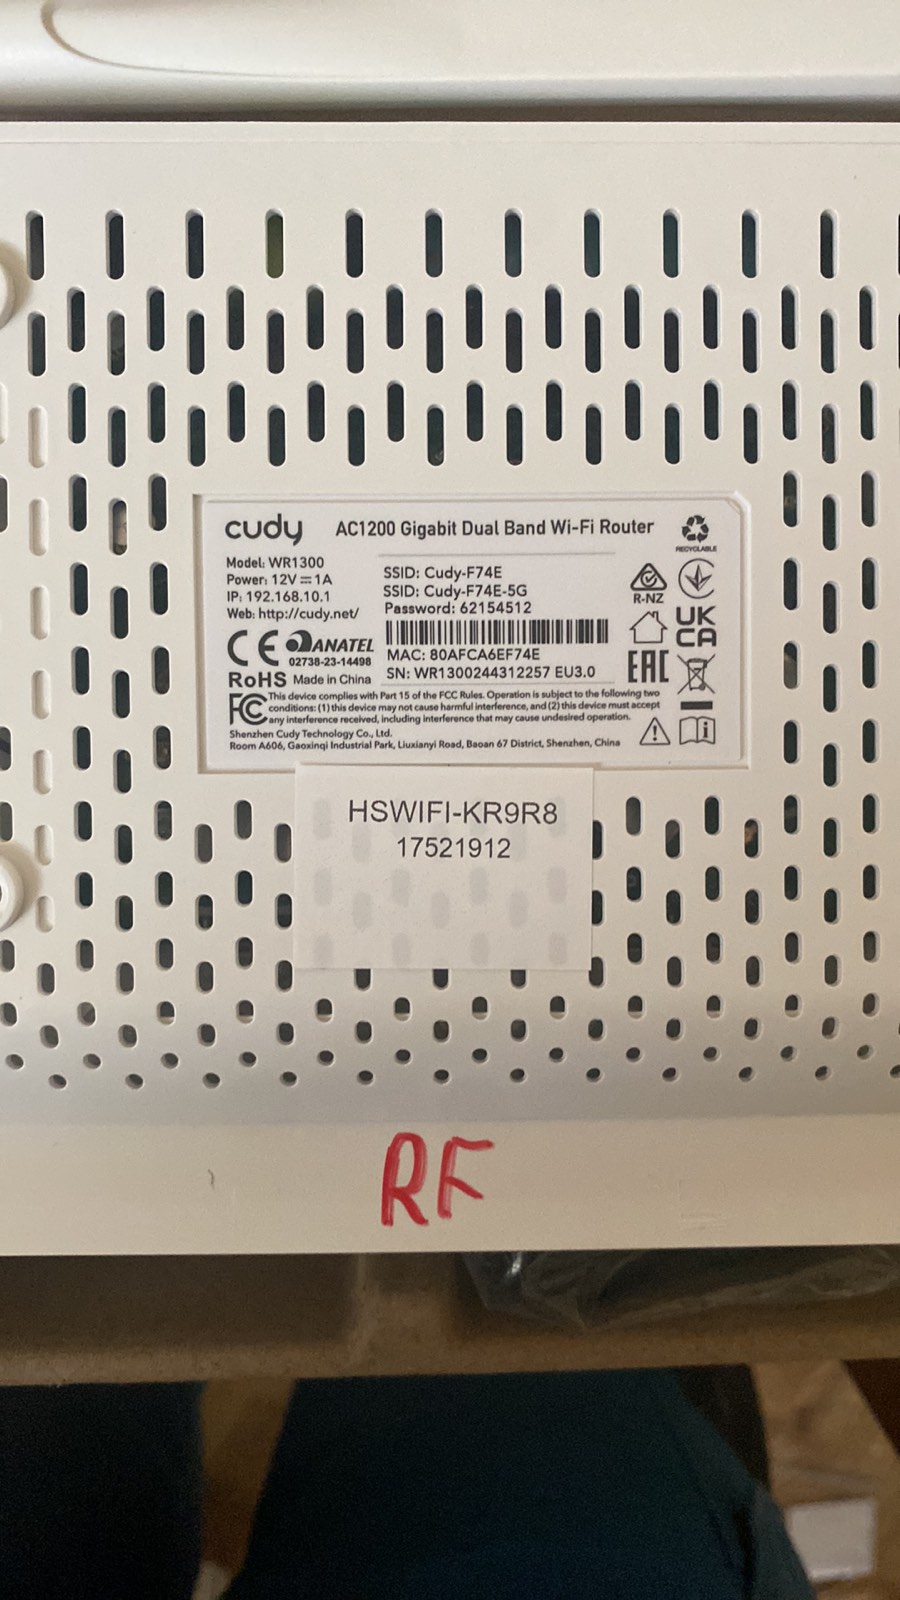 cudy AC1200 Gigabit Dual Band Wi-Fi Router
RECYCLABLE
Model: WR1300
Power: 12V⎓1A
IP: 192.168.10.1
Web: http://cudy.net/
SSID: Cudy-F74E
SSID: Cudy-F74E-5G
Password: 62154512
MAC: 80AFCA6EF74E
SN: WR1300244312257 EU3.0
R-NZ
UK
CA
EAC
CE ANATEL
02738-23-14498
RoHS Made in China
FC This device complies with Part 15 of the FCC Rules. Operation is subject to the following two
conditions: (1) this device may not cause harmful interference, and (2) this device must accept
any interference received, including interference that may cause undesired operation.
Shenzhen Cudy Technology Co., Ltd.
Room A606, Gaoxinqi Industrial Park, Liuxianyi Road, Baoan 67 District, Shenzhen, China
HSWIFI-KR9R8
17521912
RF